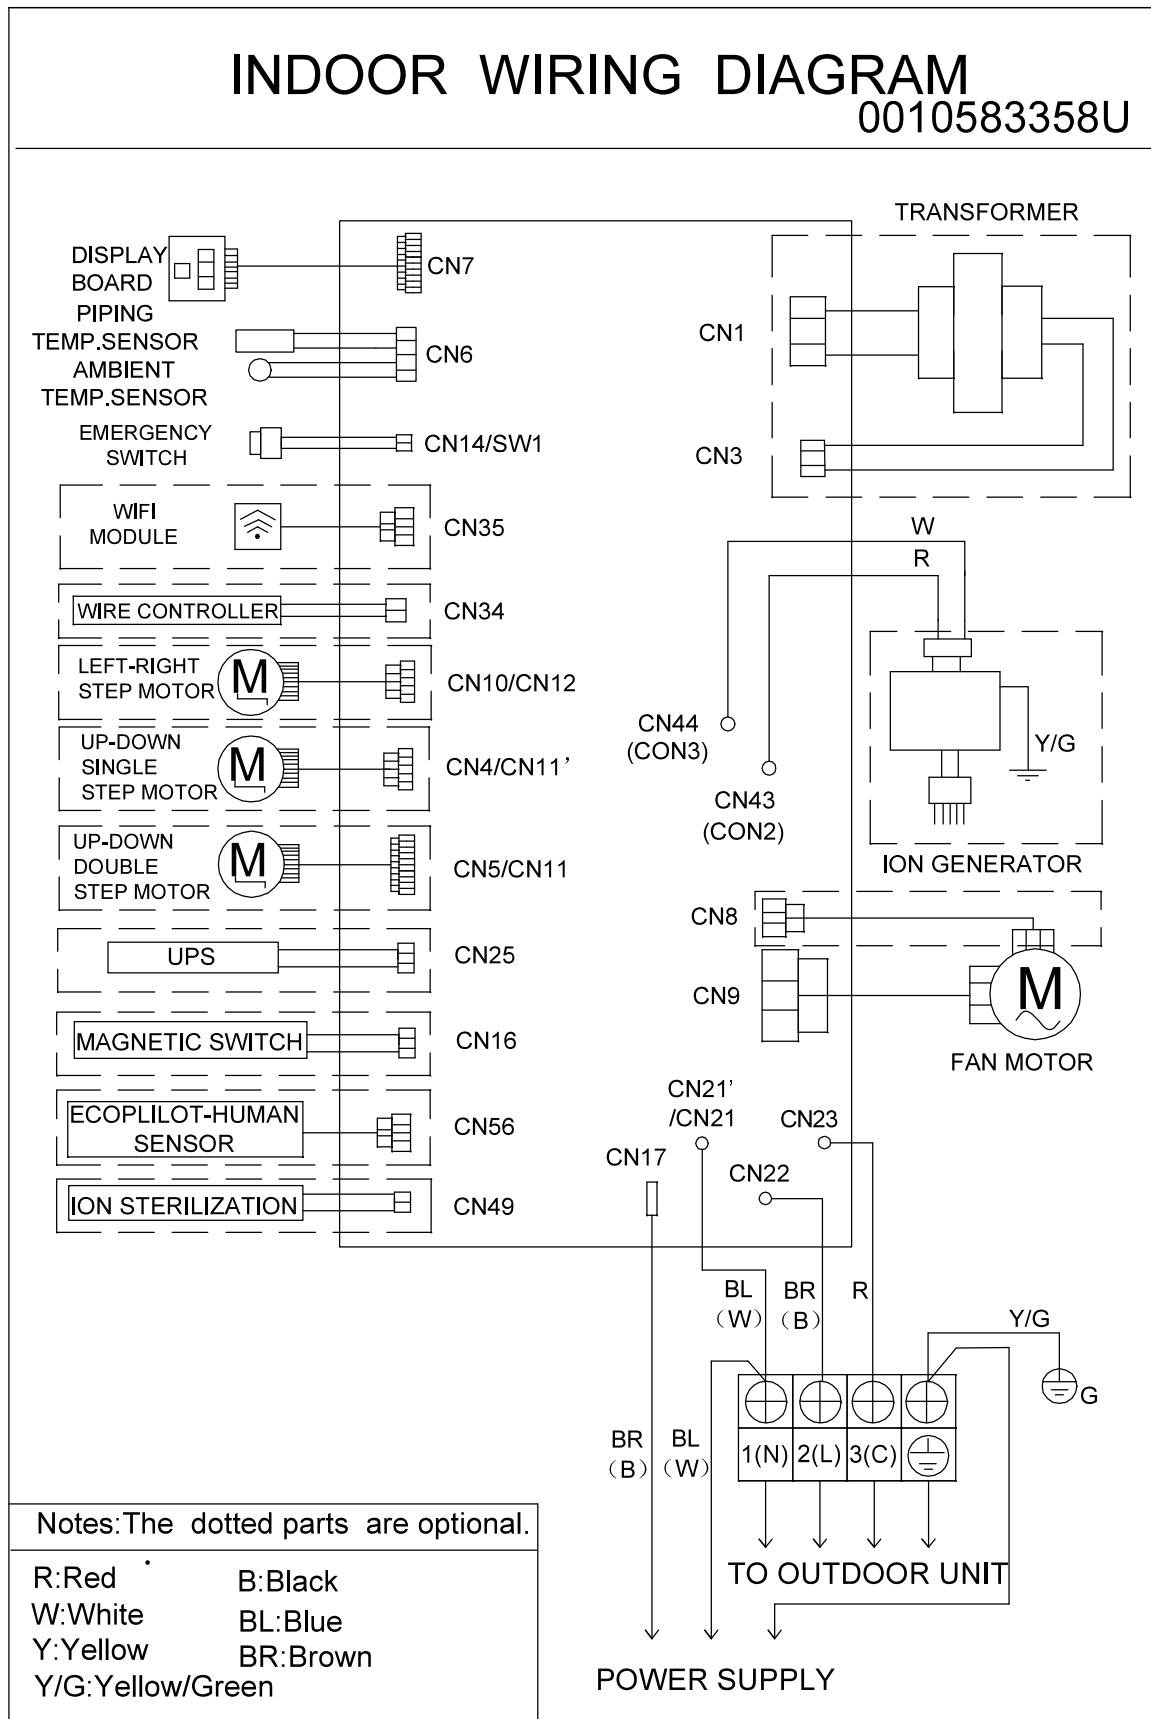 INDOOR WIRING DIAGRAM
0010583358U
TRANSFORMER
DISPLAY
BOARD
CN7
PIPING
TEMP.SENSOR
AMBIENT
TEMP.SENSOR
CN6
CN1
EMERGENCY
SWITCH
CN14/SW1
CN3
WIFI
MODULE
CN35
W
R
WIRE CONTROLLER
CN34
LEFT-RIGHT
STEP MOTOR
M
CN10/CN12
UP-DOWN
SINGLE
STEP MOTOR
M
CN4/CN11'
CN44
(CON3)
Y/G
CN43
(CON2)
UP-DOWN
DOUBLE
STEP MOTOR
M
CN5/CN11
ION GENERATOR
CN8
UPS
CN25
CN9
M
FAN MOTOR
MAGNETIC SWITCH
CN16
ECOPLILOT-HUMAN
SENSOR
CN56
CN21'
/CN21
CN23
CN17
CN22
ION STERILIZATION
CN49
BL
(W)
BR
(B)
R
Y/G
G
BR
(B)
BL
(W)
1(N)
2(L)
3(C)
TO OUTDOOR UNIT
POWER SUPPLY
Notes:The dotted parts are optional.
R:Red B:Black
W:White BL:Blue
Y:Yellow BR:Brown
Y/G:Yellow/Green